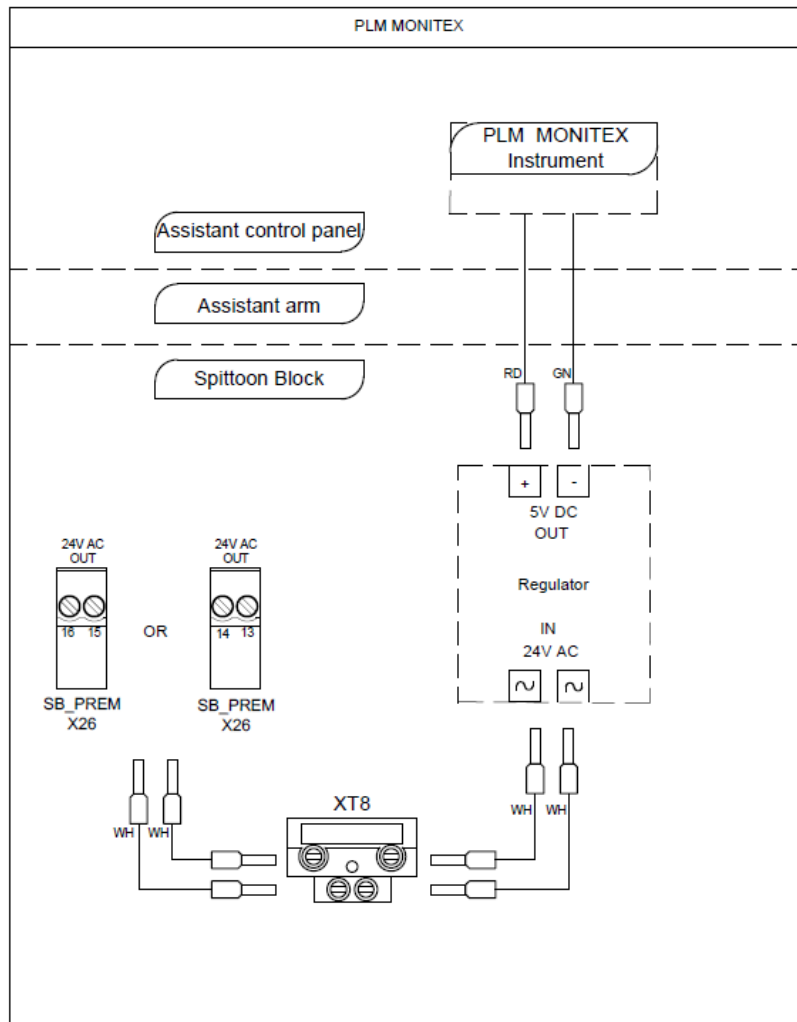 PLM MONITEX
PLM MONITEX
Instrument
Assistant control panel
Assistant arm
Spittoon Block
RD
GN
+
-
5V DC
OUT
Regulator
IN
24V AC
~ ~
24V AC
OUT
16 15
SB_PREM
X26
OR
24V AC
OUT
14 13
SB_PREM
X26
WH WH
XT8
WH WH